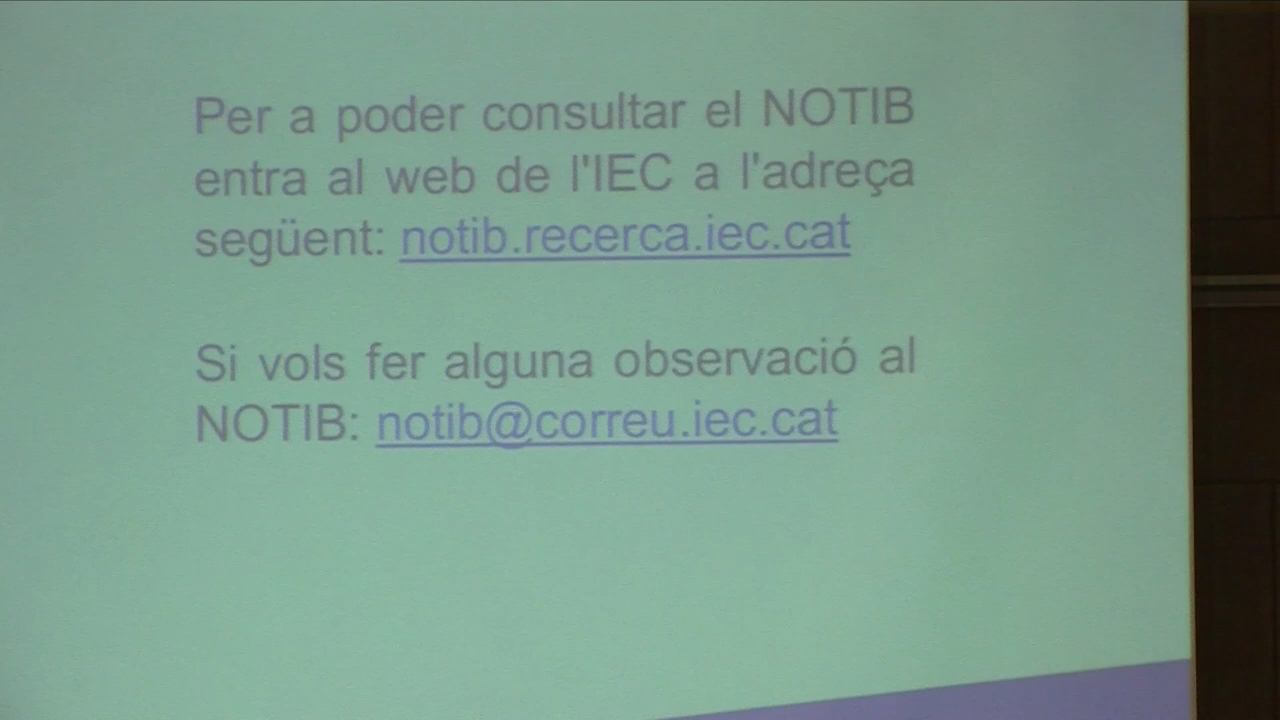 Per a poder consultar el NOTIB
entra al web de l'IEC a l'adreça
següent: notib.recerca.iec.cat
Si vols fer alguna observació al
NOTIB: notib@correu.iec.cat